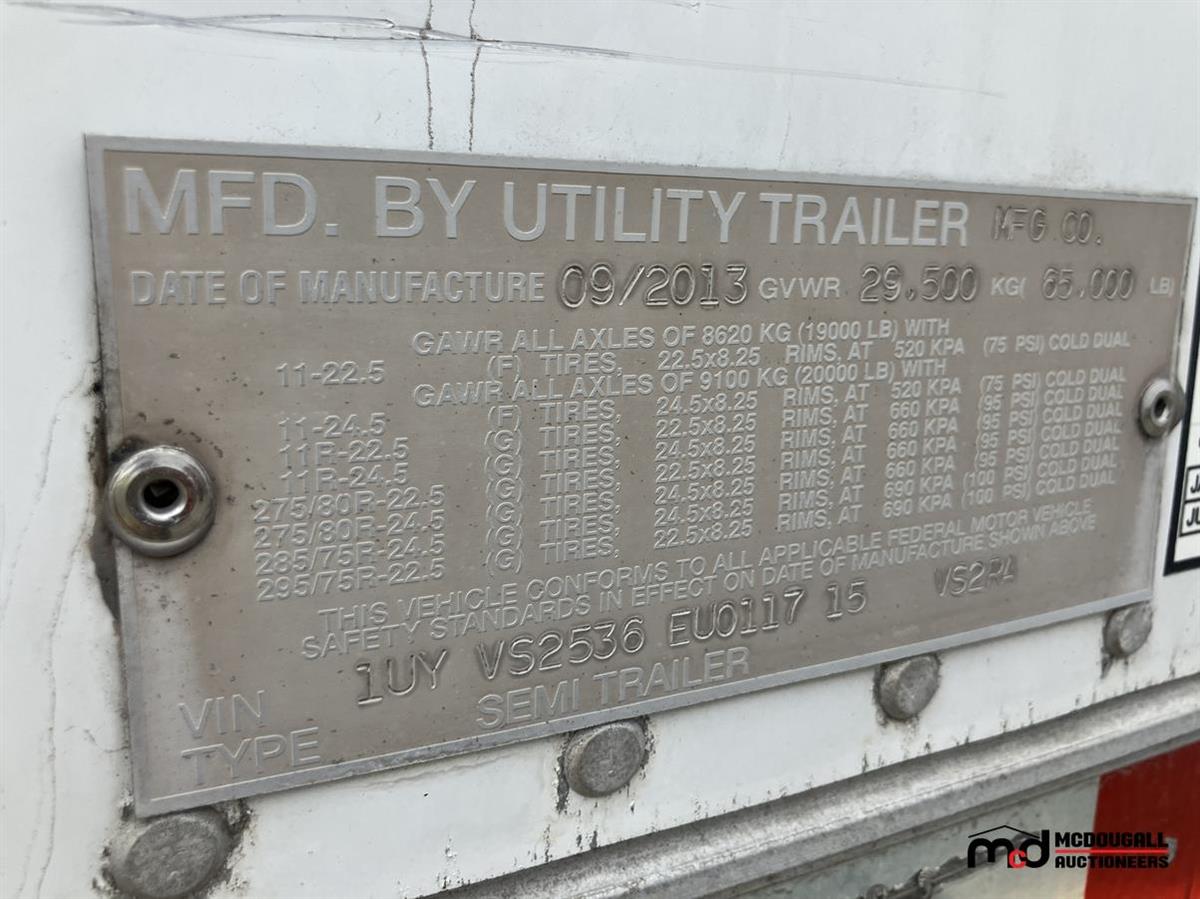 MFD. BY UTILITY TRAILER MFG CO.
DATE OF MANUFACTURE 09/2013 GVWR 29,500 KG( 65,000 LB)
GAWR ALL AXLES OF 8620 KG (19000 LB) WITH
11-22.5 (F) TIRES, 22.5x8.25 RIMS, AT 520 KPA (75 PSI) COLD DUAL
GAWR ALL AXLES OF 9100 KG (20000 LB) WITH
11-24.5 (F) TIRES, 24.5x8.25 RIMS, AT 520 KPA (75 PSI) COLD DUAL
11R-22.5 (G) TIRES, 22.5x8.25 RIMS, AT 660 KPA (95 PSI) COLD DUAL
11R-24.5 (G) TIRES, 24.5x8.25 RIMS, AT 660 KPA (95 PSI) COLD DUAL
275/80R-22.5 (G) TIRES, 22.5x8.25 RIMS, AT 660 KPA (95 PSI) COLD DUAL
275/80R-24.5 (G) TIRES, 24.5x8.25 RIMS, AT 660 KPA (95 PSI) COLD DUAL
285/75R-24.5 (G) TIRES, 24.5x8.25 RIMS, AT 690 KPA (100 PSI) COLD DUAL
295/75R-22.5 (G) TIRES, 22.5x8.25 RIMS, AT 690 KPA (100 PSI) COLD DUAL
THIS VEHICLE CONFORMS TO ALL APPLICABLE FEDERAL MOTOR VEHICLE
SAFETY STANDARDS IN EFFECT ON DATE OF MANUFACTURE SHOWN ABOVE
VIN 1UY VS2536 EU0117 15 VS2RA
TYPE SEMI TRAILER
mcd MCDOUGALL
AUCTIONEERS